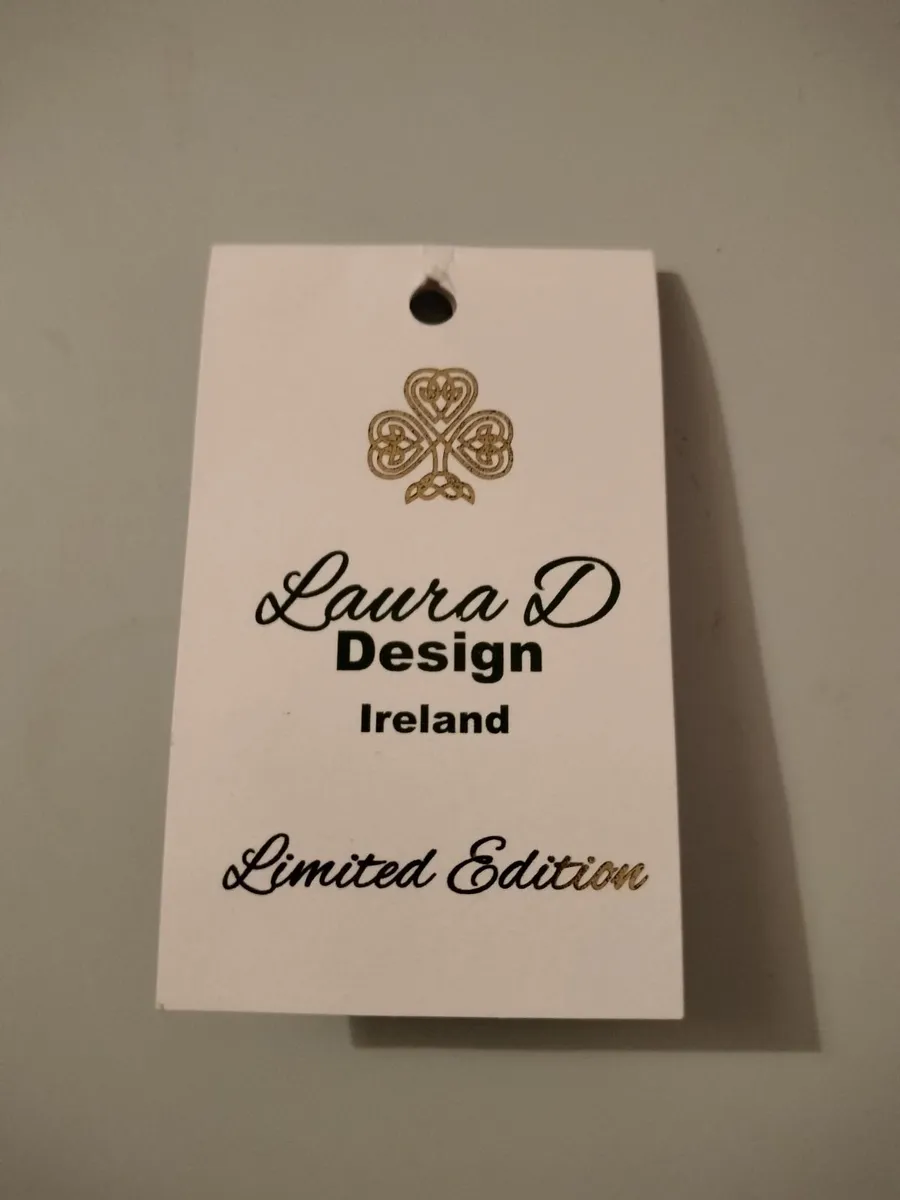 Laura D
Design
Ireland
Limited Edition